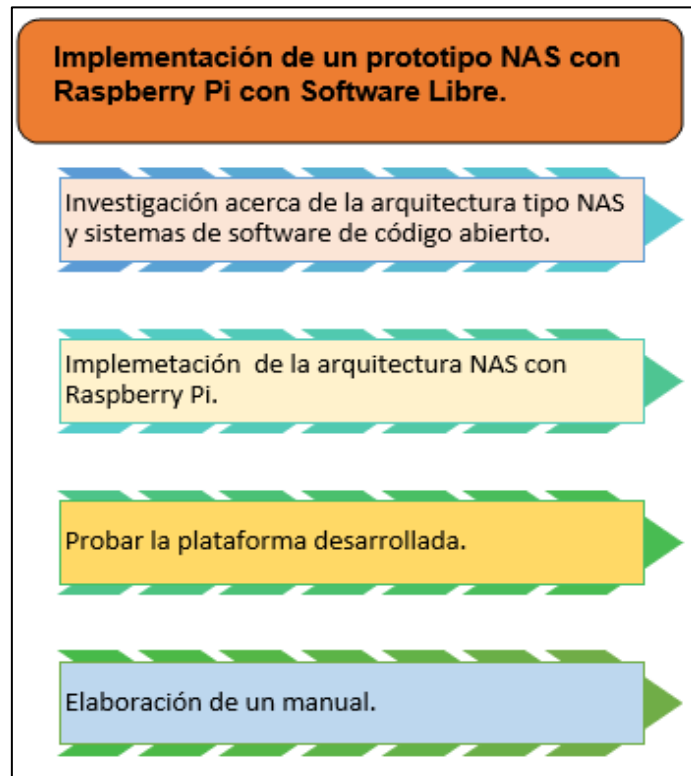 Implementación de un prototipo NAS con
Raspberry Pi con Software Libre.
Investigación acerca de la arquitectura tipo NAS
y sistemas de software de código abierto.
Implemetación de la arquitectura NAS con
Raspberry Pi.
Probar la plataforma desarrollada.
Elaboración de un manual.